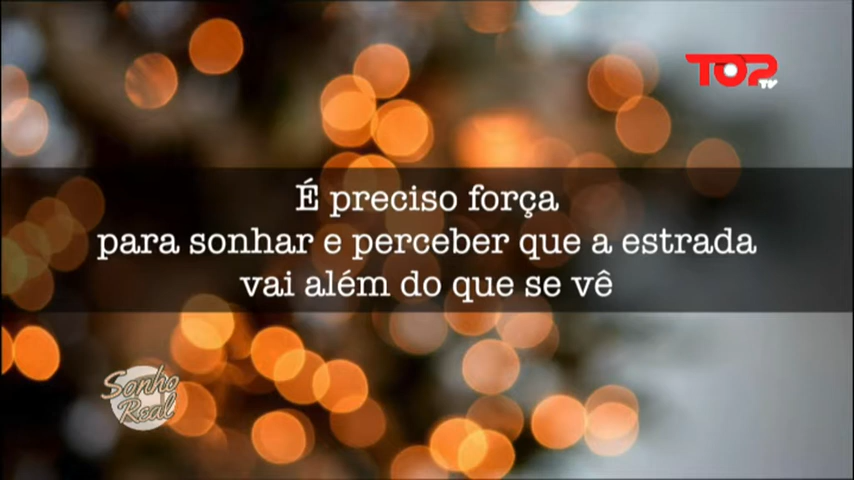 TOP
TV
É preciso força
para sonhar e perceber que a estrada
vai além do que se vê
Sonho
Real